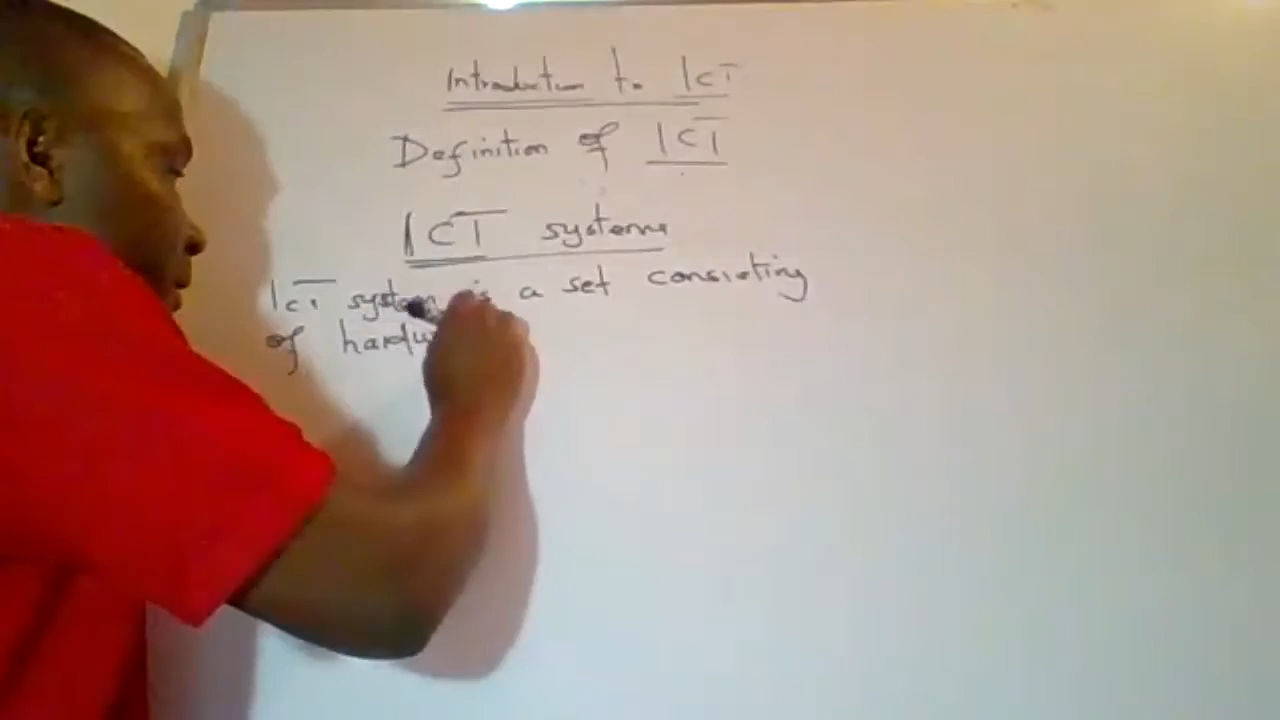 Introduction to ICT
Definition of ICT
ICT systems
ICT system is a set consisting
of hardw